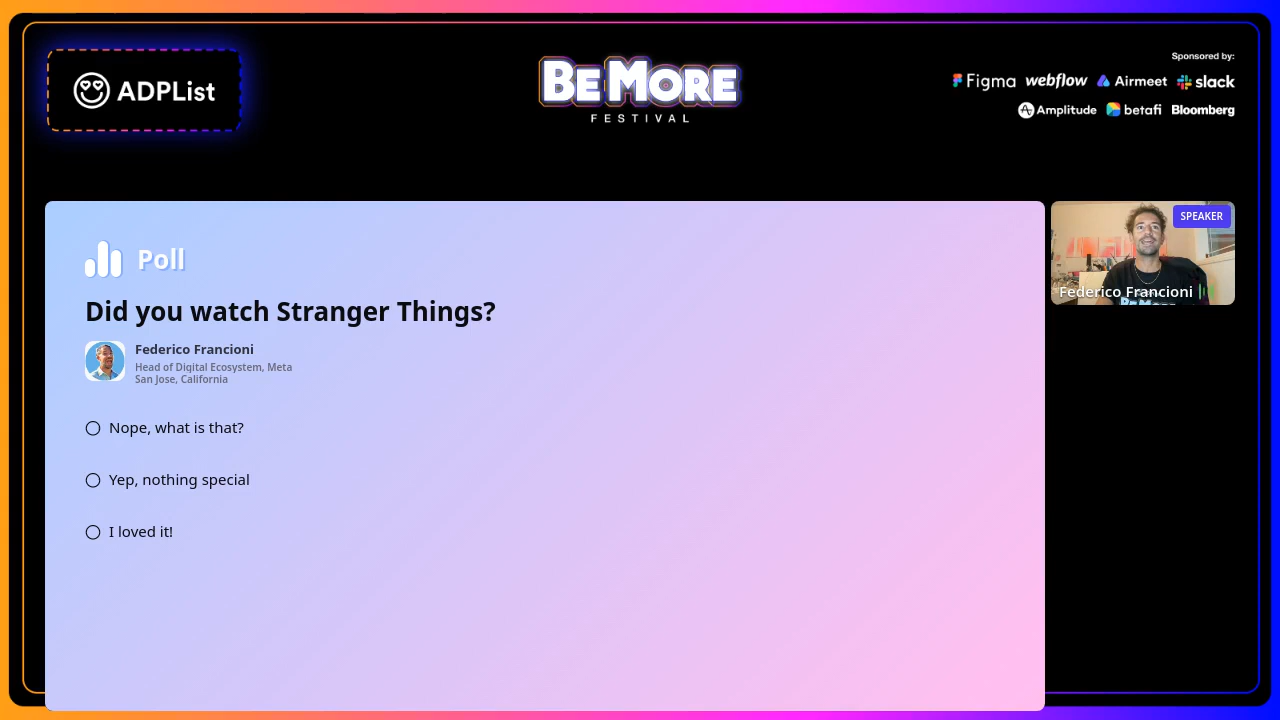 ADPList
BE MORE
FESTIVAL
Sponsored by:
Figma webflow Airmeet slack
Amplitude betafi Bloomberg
Poll
Did you watch Stranger Things?
Federico Francioni
Head of Digital Ecosystem, Meta
San Jose, California
Nope, what is that?
Yep, nothing special
I loved it!
SPEAKER
Federico Francioni
BE MORE